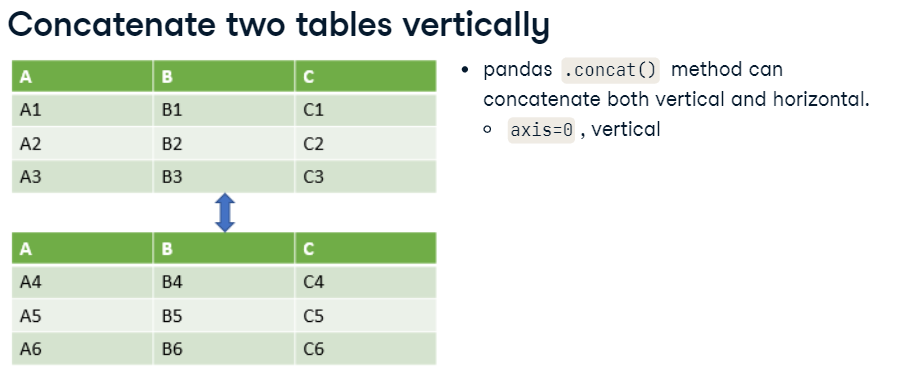 Concatenate two tables vertically
A B C
A1 B1 C1
A2 B2 C2
A3 B3 C3
A B C
A4 B4 C4
A5 B5 C5
A6 B6 C6
• pandas .concat() method can
concatenate both vertical and horizontal.
○ axis=0 , vertical